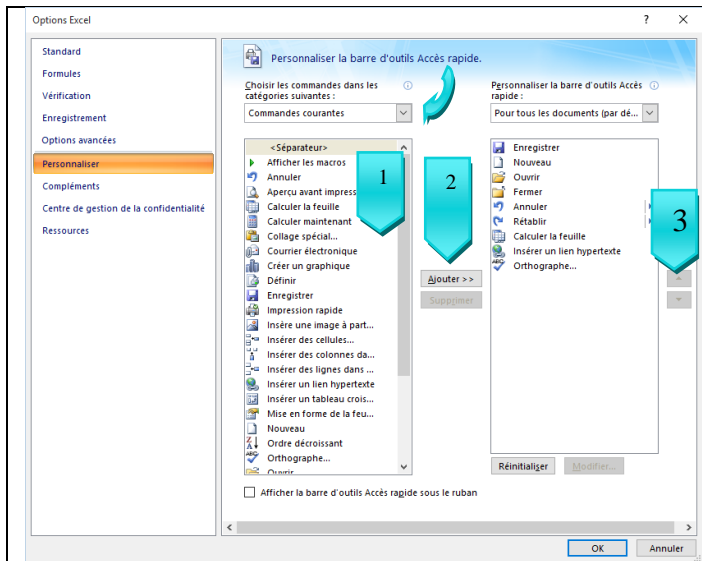 Options Excel
? ×
Standard
Formules
Vérification
Enregistrement
Options avancées
Personnaliser
Compléments
Centre de gestion de la confidentialité
Ressources
Personnaliser la barre d'outils Accès rapide.
Choisir les commandes dans les
catégories suivantes :
Commandes courantes
<Séparateur>
Afficher les macros
Annuler
Aperçu avant impress
Calculer la feuille
Calculer maintenant
Collage spécial...
Courrier électronique
Créer un graphique
Définir
Enregistrer
Impression rapide
Insère une image à part...
Insérer des cellules...
Insérer des colonnes da...
Insérer des lignes dans ...
Insérer un lien hypertexte
Insérer un tableau crois...
Mise en forme de la feu...
Nouveau
Ordre décroissant
Orthographe...
Ouvrir
1
2
Ajouter >>
Supprimer
Personnaliser la barre d'outils Accès
rapide :
Pour tous les documents (par dé...
Enregistrer
Nouveau
Ouvrir
Fermer
Annuler
Rétablir
Calculer la feuille
Insérer un lien hypertexte
Orthographe...
3
Réinitialiser
Modifier...
Afficher la barre d'outils Accès rapide sous le ruban
OK
Annuler